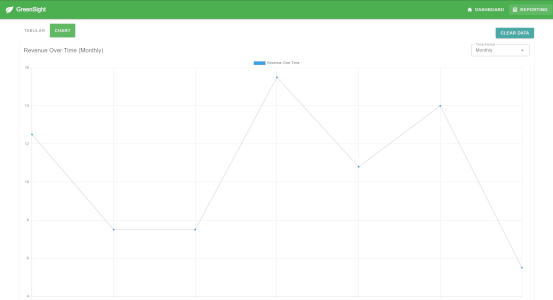 GreenSight
DASHBOARD
REPORTING
TABULAR
CHART
CLEAR DATA
Revenue Over Time (Monthly)
Time Period
Monthly
Revenue Over Time
16
14
12
10
8
6
4